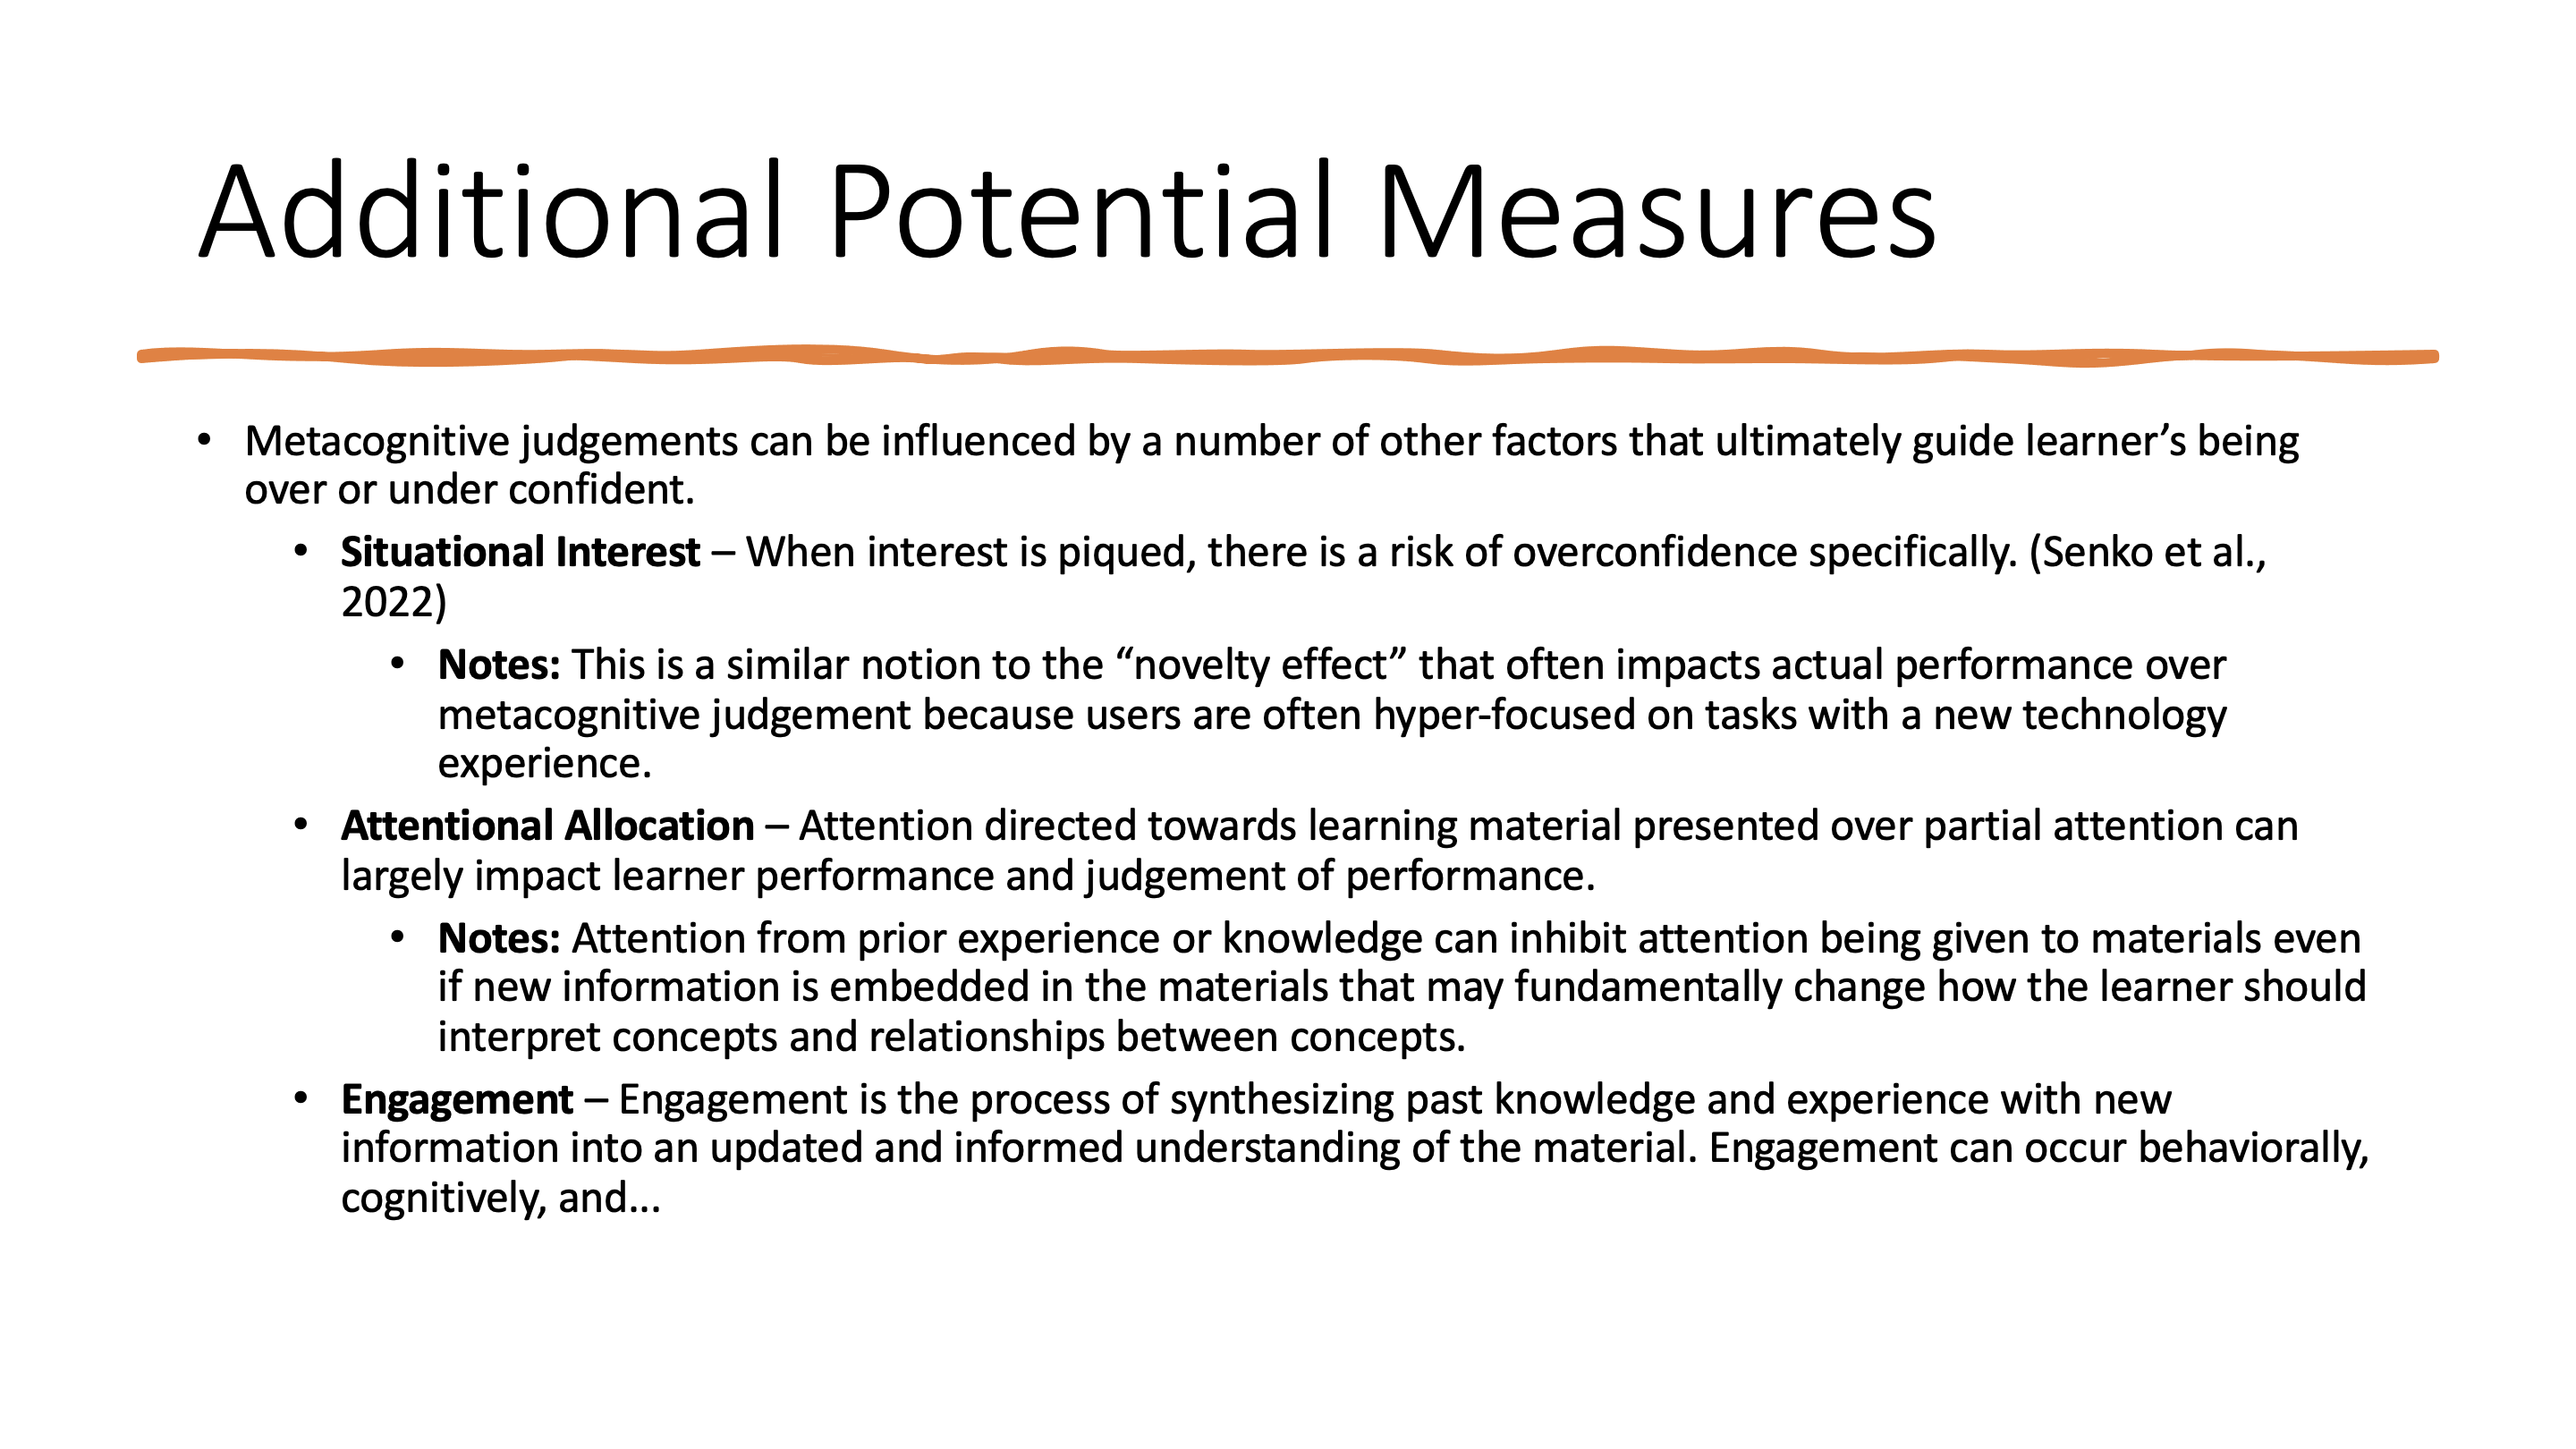 Additional Potential Measures
• Metacognitive judgements can be influenced by a number of other factors that ultimately guide learner’s being
over or under confident.
• Situational Interest – When interest is piqued, there is a risk of overconfidence specifically. (Senko et al.,
2022)
• Notes: This is a similar notion to the “novelty effect” that often impacts actual performance over
metacognitive judgement because users are often hyper-focused on tasks with a new technology
experience.
• Attentional Allocation – Attention directed towards learning material presented over partial attention can
largely impact learner performance and judgement of performance.
• Notes: Attention from prior experience or knowledge can inhibit attention being given to materials even
if new information is embedded in the materials that may fundamentally change how the learner should
interpret concepts and relationships between concepts.
• Engagement – Engagement is the process of synthesizing past knowledge and experience with new
information into an updated and informed understanding of the material. Engagement can occur behaviorally,
cognitively, and...